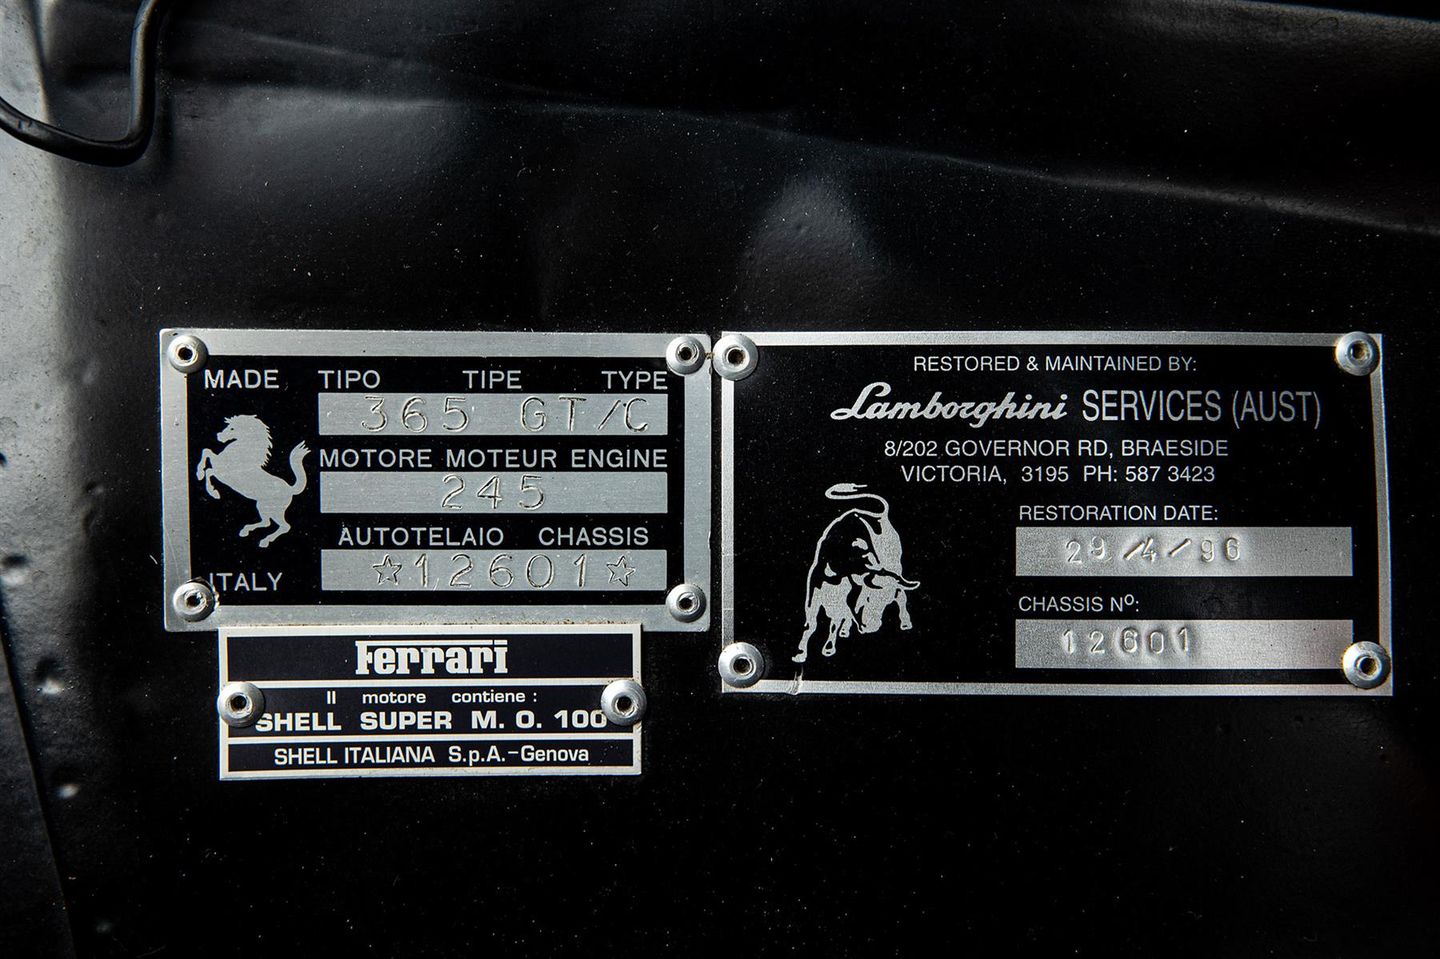 MADE TIPO TIPE TYPE
365 GT/C
MOTORE MOTEUR ENGINE
245
AUTOTELAIO CHASSIS
☆12601☆
ITALY
Ferrari
Il motore contiene :
SHELL SUPER M. O. 100
SHELL ITALIANA S.p.A.-Genova
RESTORED & MAINTAINED BY:
Lamborghini SERVICES (AUST)
8/202 GOVERNOR RD, BRAESIDE
VICTORIA, 3195 PH: 587 3423
RESTORATION DATE:
29/4/96
CHASSIS Nº:
12601